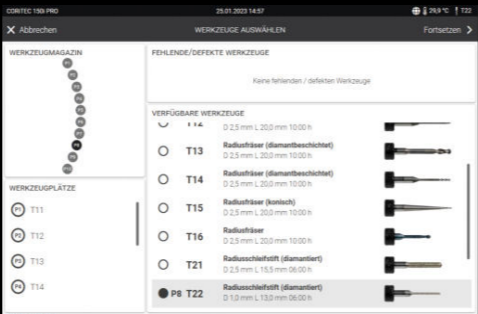 CORiTEC 150i PRO
25.01.2023 14:57
29,9 °C T22
Abbrechen
WERKZEUGE AUSWÄHLEN
Fortsetzen
WERKZEUGMAGAZIN
P8
FEHLENDE/DEFEKTE WERKZEUGE
Keine fehlenden / defekten Werkzeuge
VERFÜGBARE WERKZEUGE
T12
D 2,5 mm L 20,0 mm 10:00 h
T13
Radiusfräser (diamantbeschichtet)
D 2,5 mm L 20,0 mm 10:00 h
T14
Radiusfräser (diamantbeschichtet)
D 2,5 mm L 20,0 mm 10:00 h
T15
Radiusfräser (konisch)
D 2,5 mm L 20,0 mm 10:00 h
T16
Radiusfräser
D 2,5 mm L 20,0 mm 10:00 h
T21
Radiusschleifstift (diamantiert)
D 2,5 mm L 15,5 mm 06:00 h
P8 T22
Radiusschleifstift (diamantiert)
D 1,0 mm L 13,0 mm 06:00 h
WERKZEUGPLÄTZE
P1 T11
P2 T12
P3 T13
P4 T14